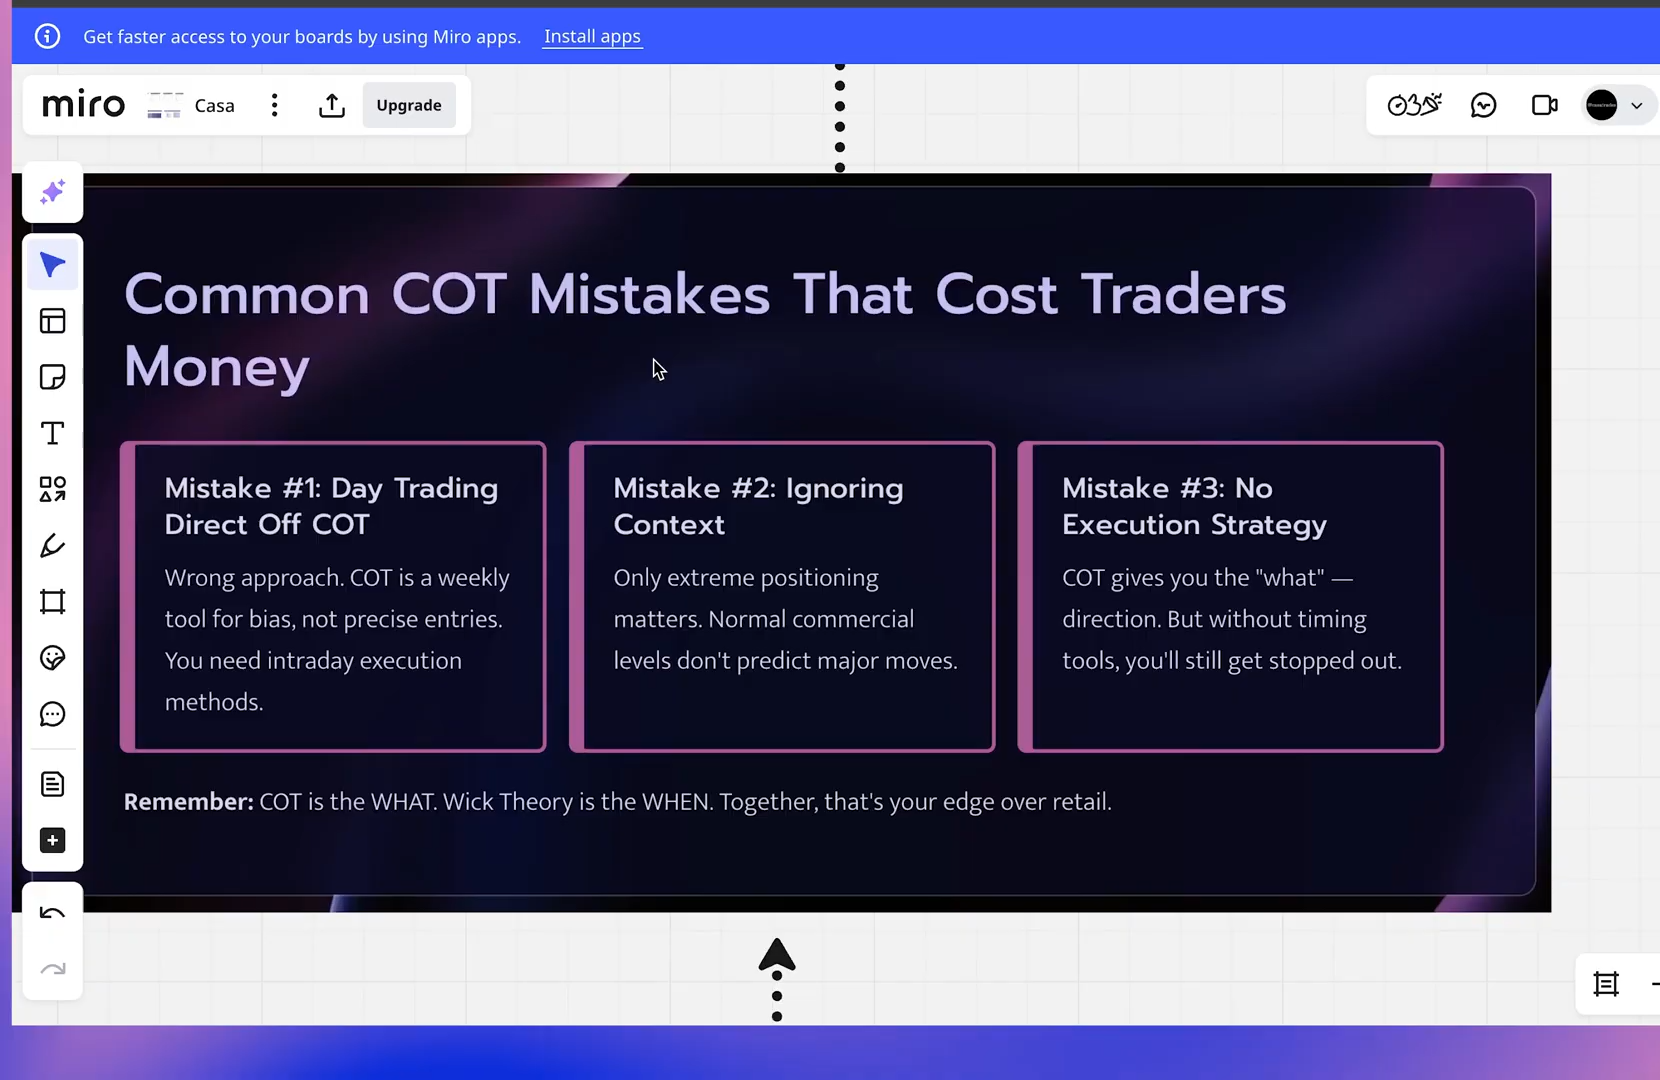 Get faster access to your boards by using Miro apps. Install apps
miro Casa Upgrade
Common COT Mistakes That Cost Traders
Money
Mistake #1: Day Trading
Direct Off COT
Wrong approach. COT is a weekly
tool for bias, not precise entries.
You need intraday execution
methods.
Mistake #2: Ignoring
Context
Only extreme positioning
matters. Normal commercial
levels don't predict major moves.
Mistake #3: No
Execution Strategy
COT gives you the "what" —
direction. But without timing
tools, you'll still get stopped out.
Remember: COT is the WHAT. Wick Theory is the WHEN. Together, that's your edge over retail.